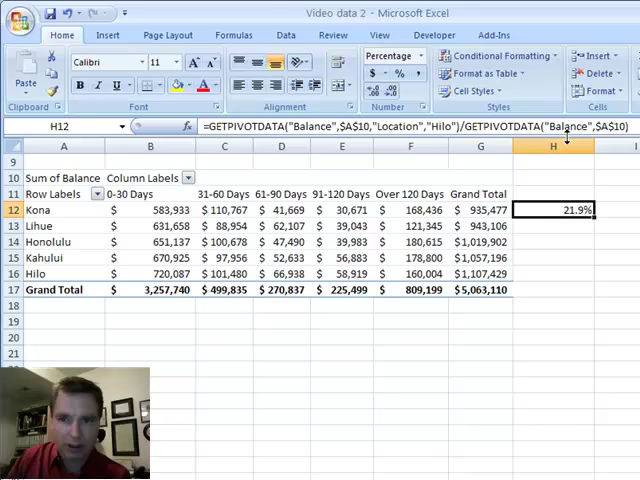 Video data 2 - Microsoft Excel
Home Insert Page Layout Formulas Data Review View Developer Add-Ins
Calibri 11 Percentage Conditional Formatting Insert
Paste B I U A $ % , Format as Table Delete
Cell Styles Format
Clipboard Font Alignment Number Styles Cells
H12 fx =GETPIVOTDATA("Balance",$A$10,"Location","Hilo")/GETPIVOTDATA("Balance",$A$10)
A B C D E F G H I
9
10 Sum of Balance Column Labels
11 Row Labels 0-30 Days 31-60 Days 61-90 Days 91-120 Days Over 120 Days Grand Total
12 Kona $ 583,933 $ 110,767 $ 41,669 $ 30,671 $ 168,436 $ 935,477 21.9%
13 Lihue $ 631,658 $ 88,954 $ 62,107 $ 39,043 $ 121,345 $ 943,106
14 Honolulu $ 651,137 $ 100,678 $ 47,490 $ 39,983 $ 180,615 $ 1,019,902
15 Kahului $ 670,925 $ 97,956 $ 52,633 $ 56,883 $ 178,800 $ 1,057,196
16 Hilo $ 720,087 $ 101,480 $ 66,938 $ 58,919 $ 160,004 $ 1,107,429
17 Grand Total $ 3,257,740 $ 499,835 $ 270,837 $ 225,499 $ 809,199 $ 5,063,110
18
19
20
21
22